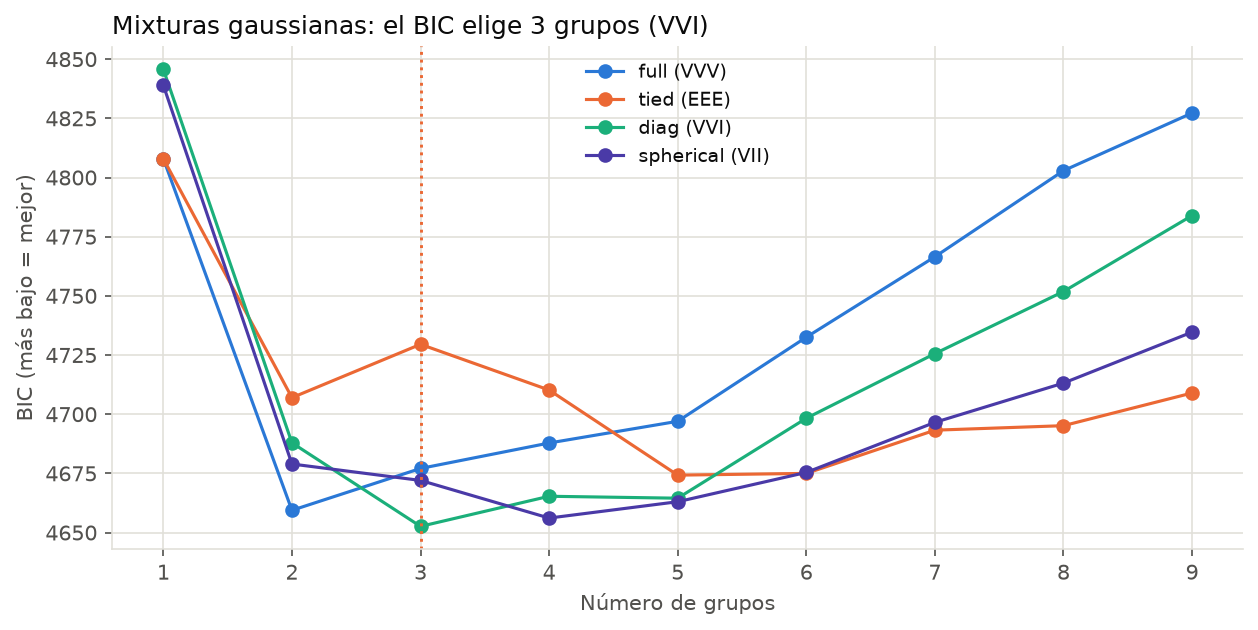 Mixturas gaussianas: el BIC elige 3 grupos (VVI)
BIC (más bajo = mejor)
4850
4825
4800
4775
4750
4725
4700
4675
4650
full (VVV)
tied (EEE)
diag (VVI)
spherical (VII)
1 2 3 4 5 6 7 8 9
Número de grupos